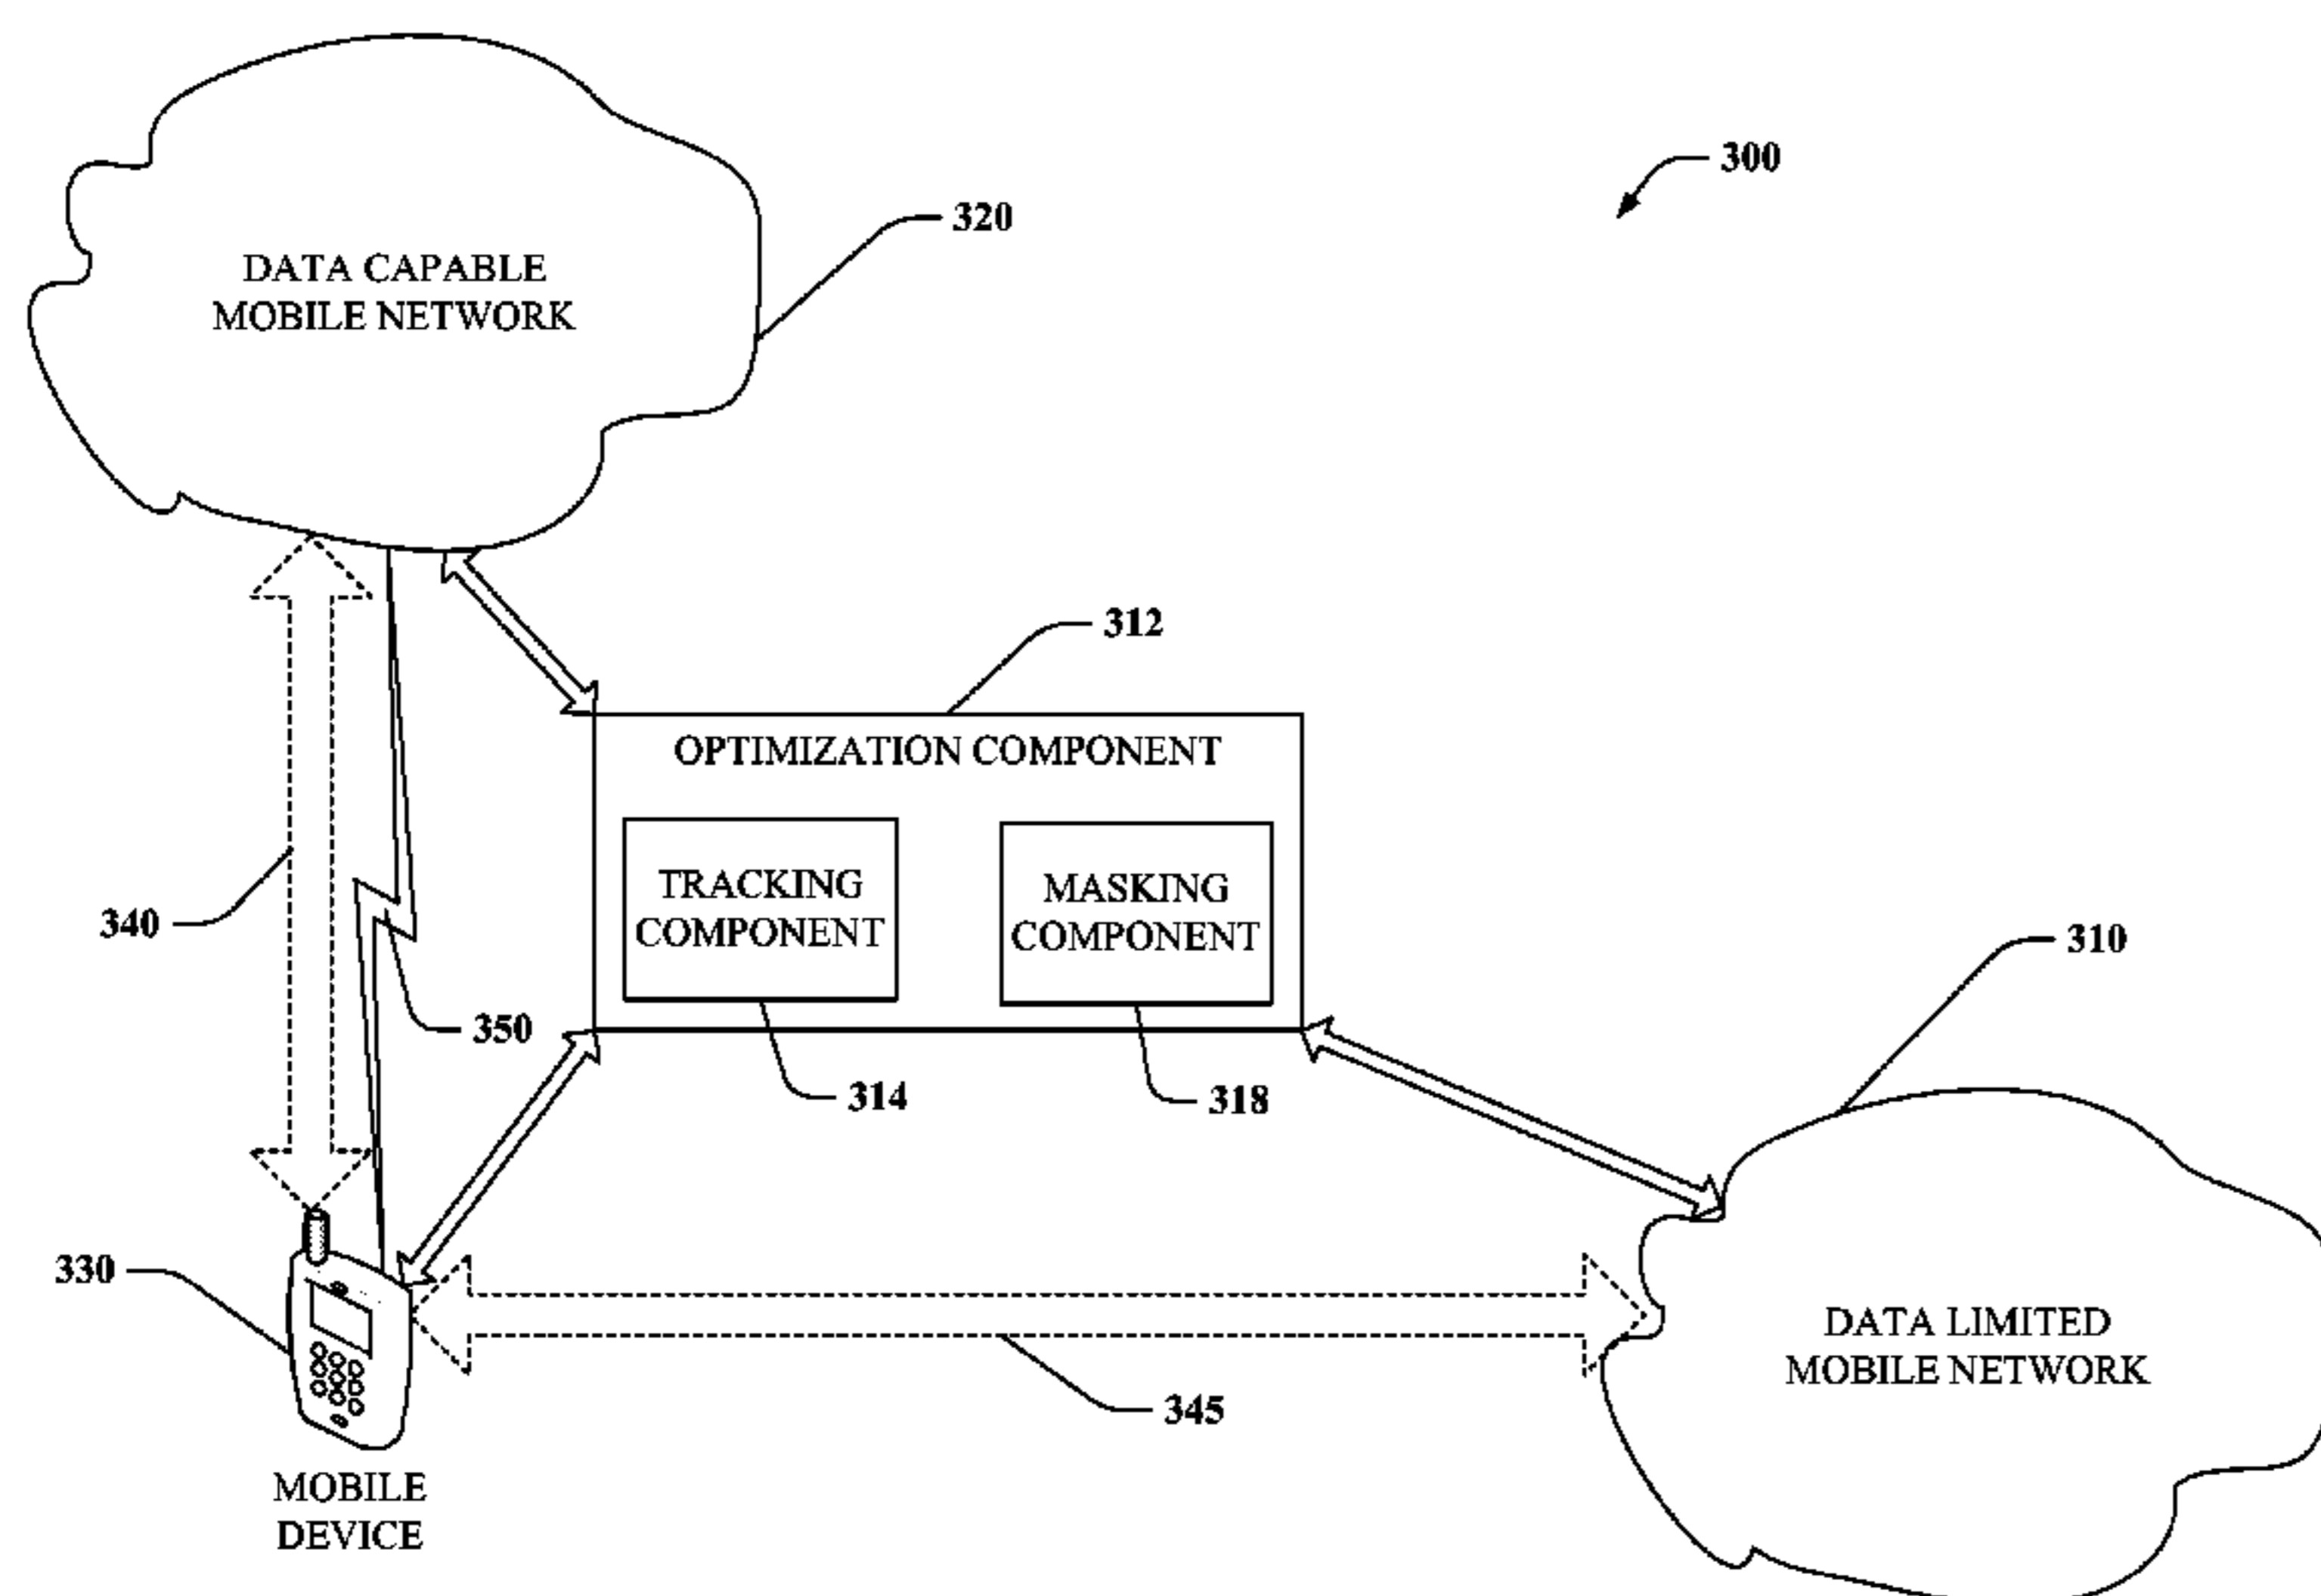 300
320
DATA CAPABLE
MOBILE NETWORK
312
OPTIMIZATION COMPONENT
TRACKING
COMPONENT
MASKING
COMPONENT
340
310
350
314
318
330
DATA LIMITED
MOBILE NETWORK
345
MOBILE
DEVICE